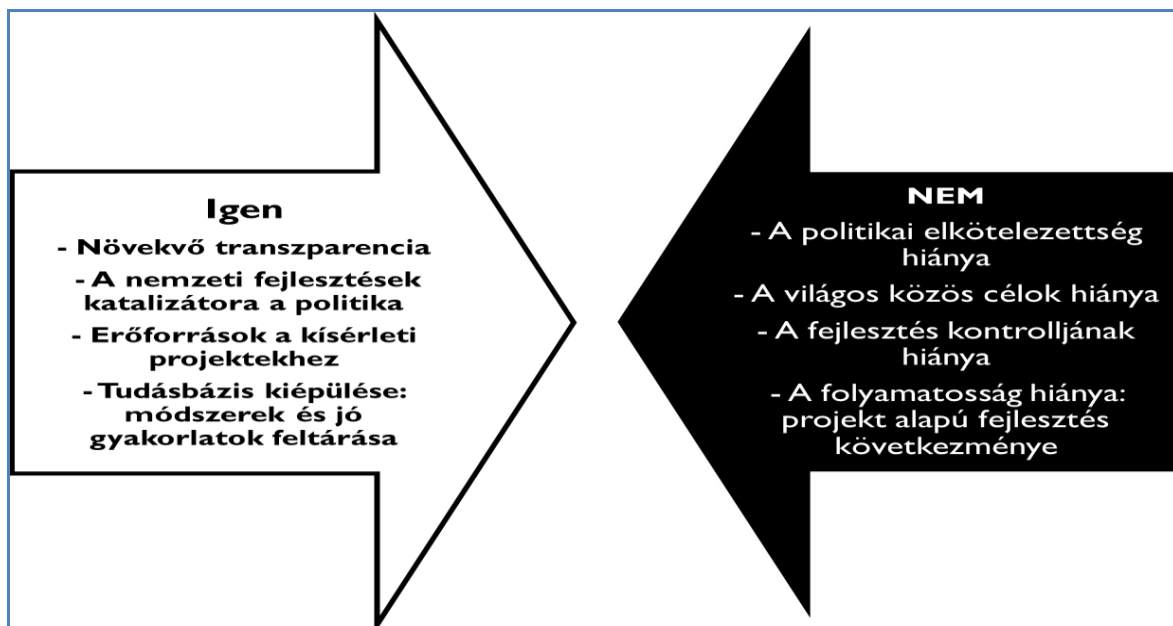 Igen
- Növekvő transzparencia
- A nemzeti fejlesztések
katalizátora a politika
- Erőforrások a kísérleti
projektekhez
- Tudásbázis kiépülése:
módszerek és jó
gyakorlatok feltárása
NEM
- A politikai elkötelezettség
hiánya
- A világos közös célok hiánya
- A fejlesztés kontrolljának
hiánya
- A folyamatosság hiánya:
projekt alapú fejlesztés
következménye